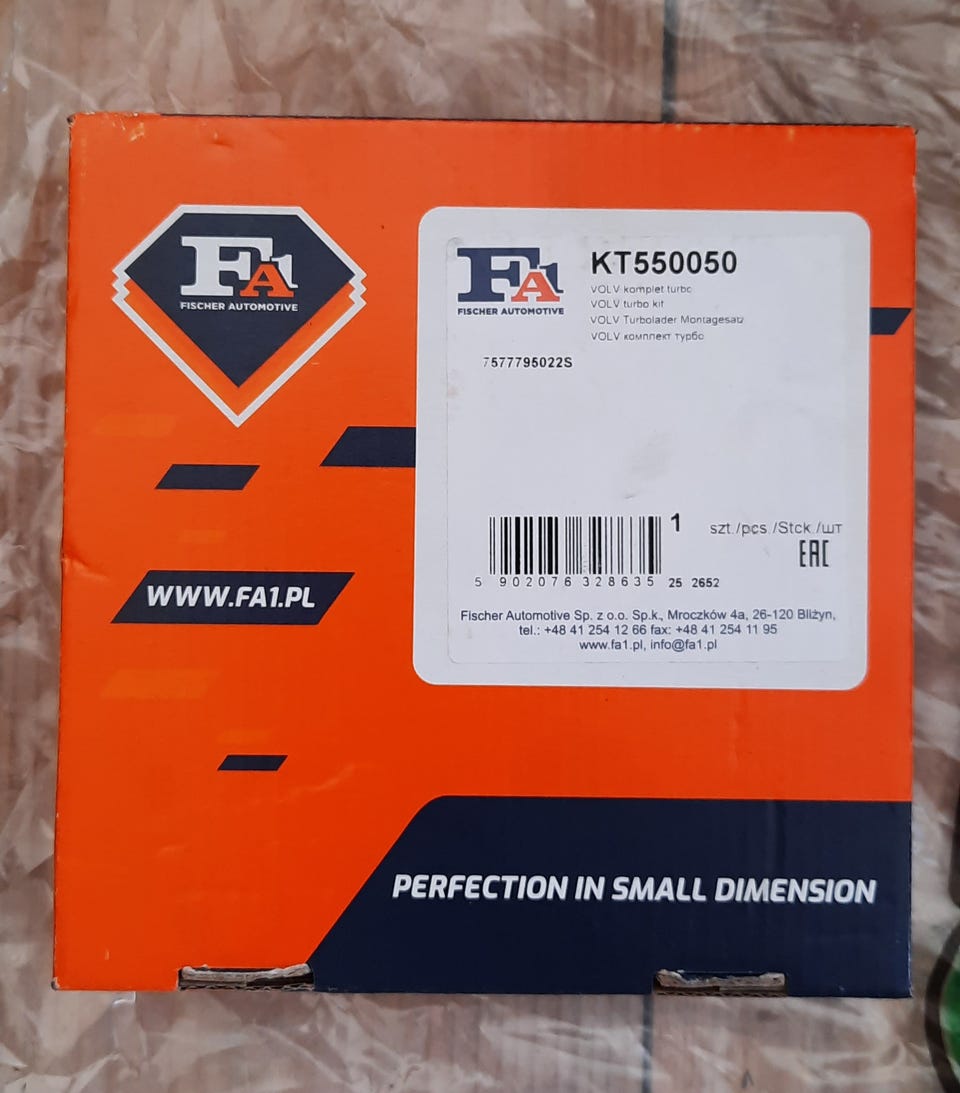 FA1
FISCHER AUTOMOTIVE
WWW.FA1.PL
FA1
FISCHER AUTOMOTIVE
KT550050
VOLV komplet turbo
VOLV turbo kit
VOLV Turbolader Montagesatz
VOLV комплект турбо
7577795022S
1 szt./pcs./Stck./шт
EAC
5 902076 328635 25 2652
Fischer Automotive Sp. z o.o. Sp.k., Mroczków 4a, 26-120 Bliżyn,
tel.: +48 41 254 12 66 fax: +48 41 254 11 95
www.fa1.pl, info@fa1.pl
PERFECTION IN SMALL DIMENSION